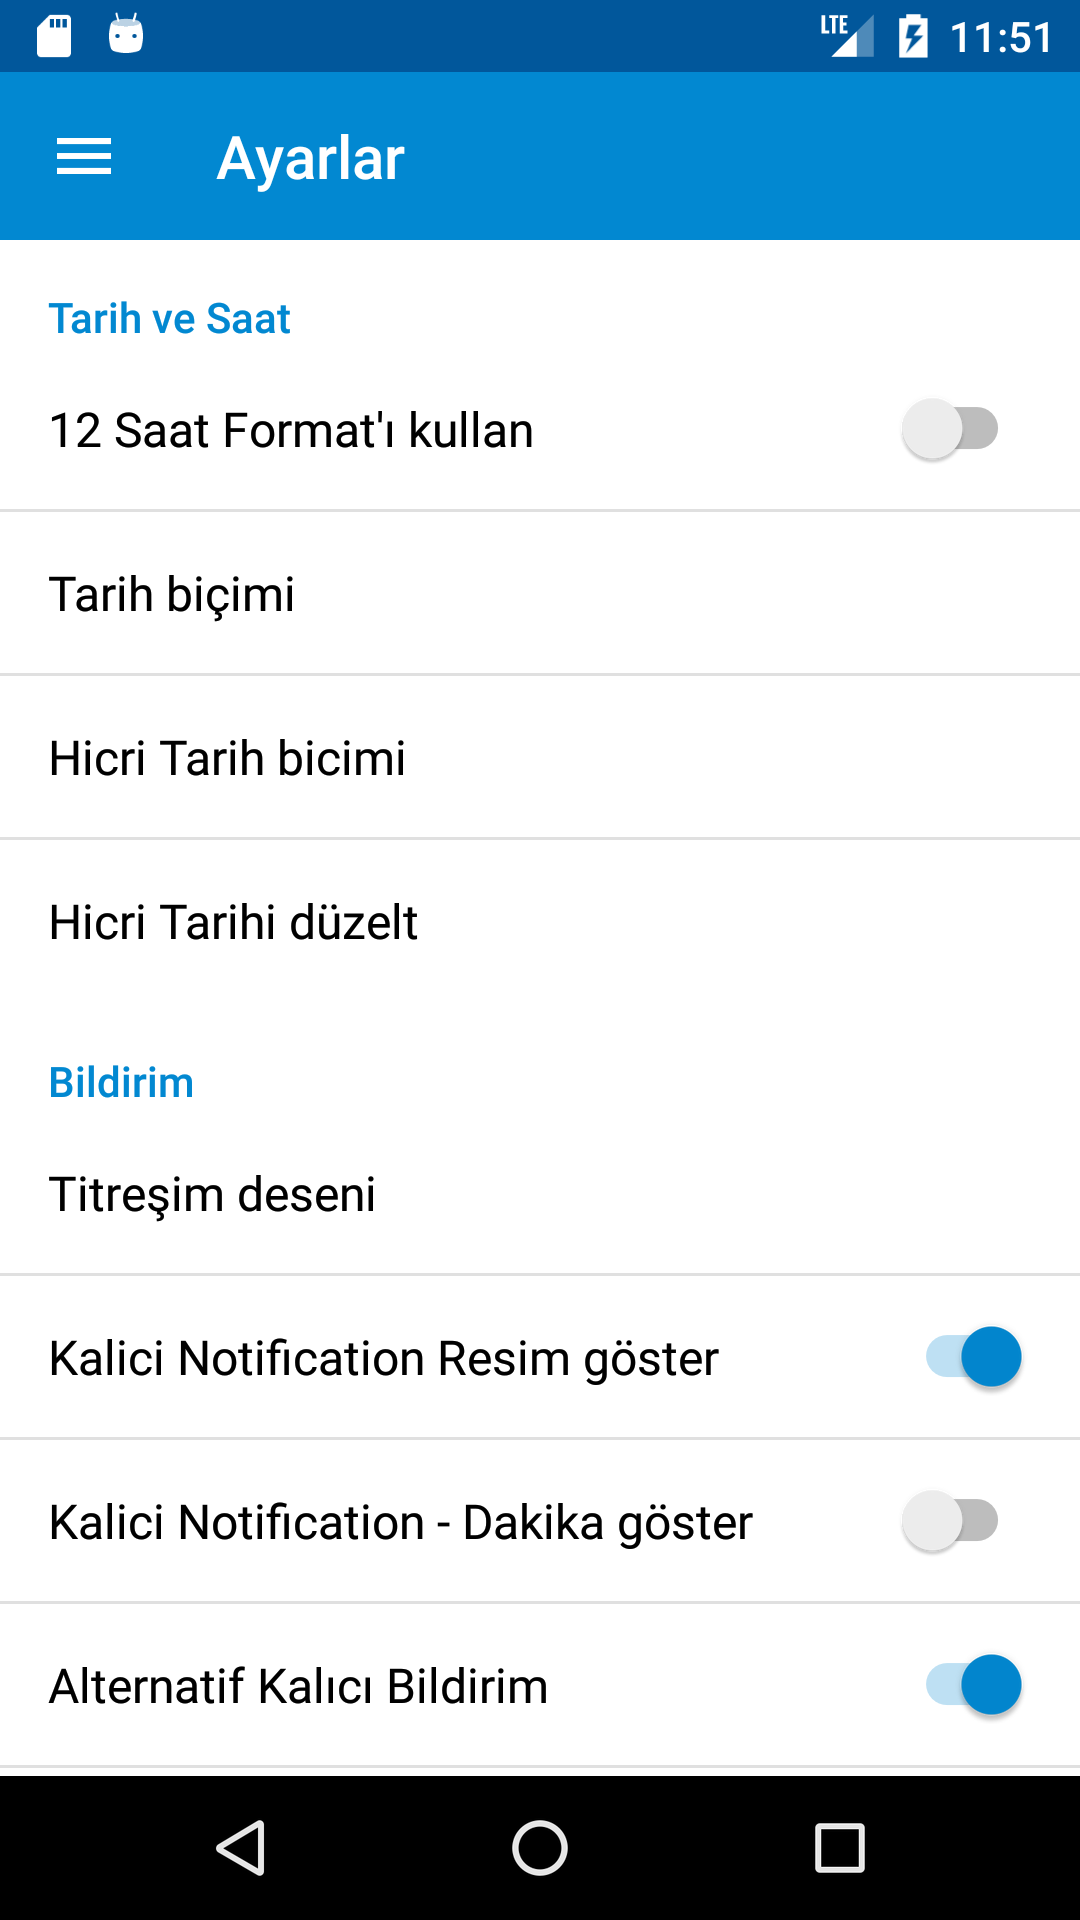 LTE 11:51
Ayarlar
Tarih ve Saat
12 Saat Format'ı kullan
Tarih biçimi
Hicri Tarih bicimi
Hicri Tarihi düzelt
Bildirim
Titreşim deseni
Kalici Notification Resim göster
Kalici Notification - Dakika göster
Alternatif Kalıcı Bildirim